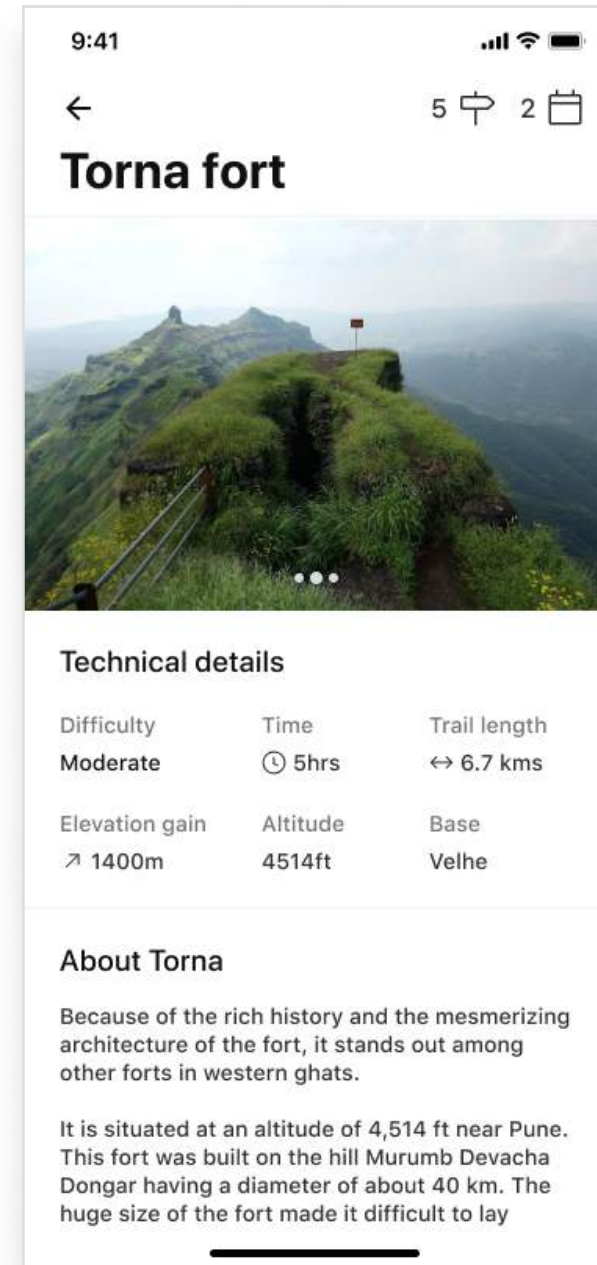 9:41
5 2
Torna fort
Technical details
Difficulty Time Trail length
Moderate 5hrs 6.7 kms
Elevation gain Altitude Base
1400m 4514ft Velhe
About Torna
Because of the rich history and the mesmerizing
architecture of the fort, it stands out among
other forts in western ghats.
It is situated at an altitude of 4,514 ft near Pune.
This fort was built on the hill Murumb Devacha
Dongar having a diameter of about 40 km. The
huge size of the fort made it difficult to lay